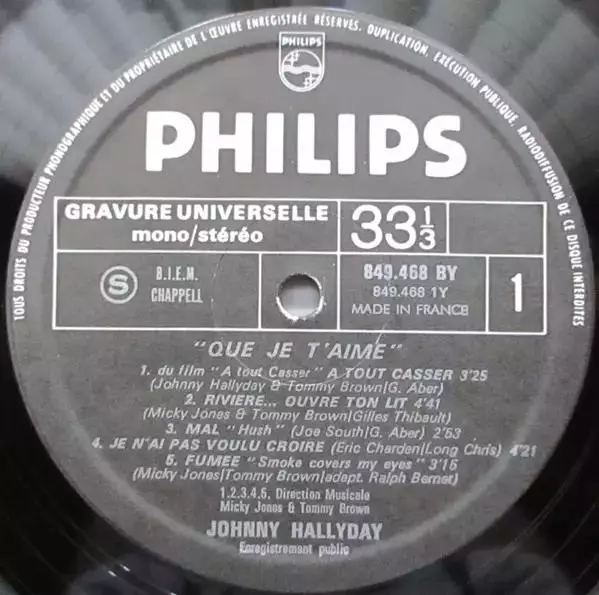 TOUS DROITS DU PRODUCTEUR PHONOGRAPHIQUE ET DU PROPRIÉTAIRE DE L'ŒUVRE ENREGISTRÉE RÉSERVÉS. DUPLICATION, EXÉCUTION PUBLIQUE, RADIODIFFUSION DE CE DISQUE INTERDITES
PHILIPS
PHILIPS
GRAVURE UNIVERSELLE
mono/stéréo
33 1/3
S
B.I.E.M.
CHAPPELL
849.468 BY
849.468 1Y
MADE IN FRANCE
1
"QUE JE T'AIME"
1. du film "A tout Casser" A TOUT CASSER 3'25
(Johnny Hallyday & Tommy Brown/G. Aber)
2. RIVIERE... OUVRE TON LIT 4'41
(Micky Jones & Tommy Brown/Gilles Thibault)
3. MAL "Hush" (Joe South/G. Aber) 2'53
4. JE N'AI PAS VOULU CROIRE (Eric Charden/Long Chris) 4'21
5. FUMEE "Smoke covers my eyes" 3'15
(Micky Jones/Tommy Brown/adapt. Ralph Bernet)
1.2.3.4.5. Direction Musicale
Micky Jones & Tommy Brown
JOHNNY HALLYDAY
Enregistrement public